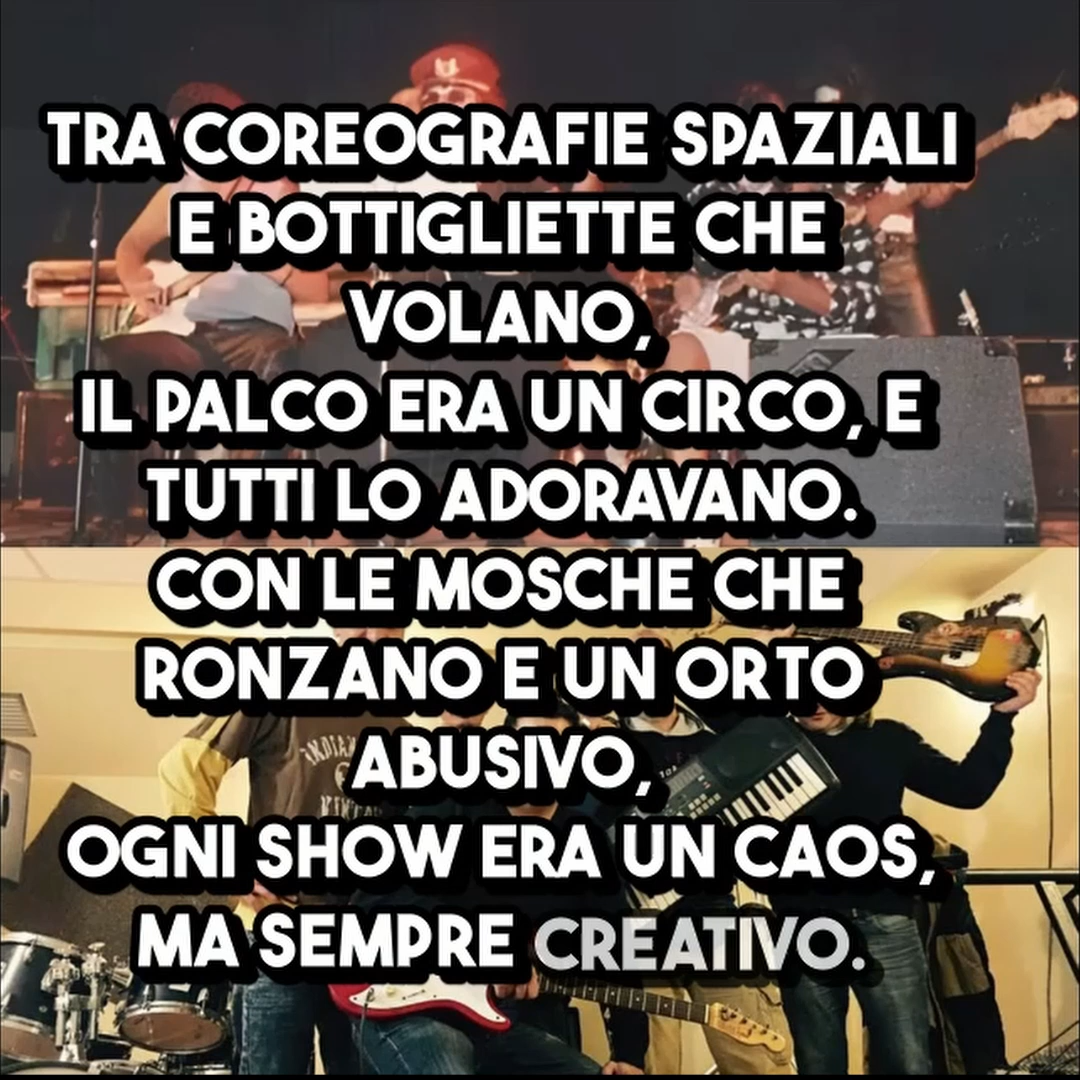 TRA COREOGRAFIE SPAZIALI
E BOTTIGLIETTE CHE
VOLANO,
IL PALCO ERA UN CIRCO, E
TUTTI LO ADORAVANO.
CON LE MOSCHE CHE
RONZANO E UN ORTO
ABUSIVO,
OGNI SHOW ERA UN CAOS,
MA SEMPRE CREATIVO.